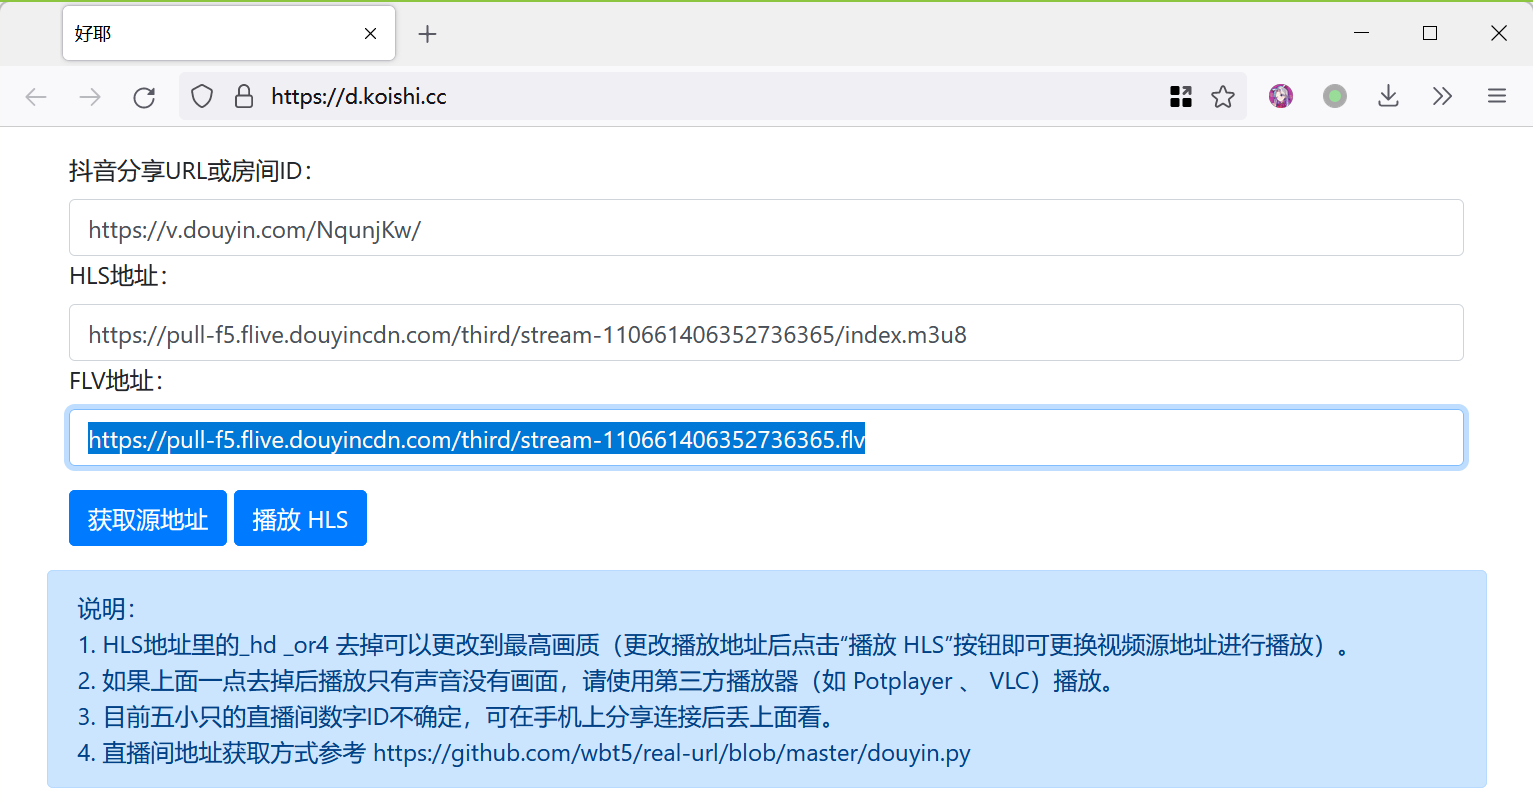 好耶
https://d.koishi.cc
抖音分享URL或房间ID：
https://v.douyin.com/NqunjKw/
HLS地址：
https://pull-f5.flive.douyincdn.com/third/stream-110661406352736365/index.m3u8
FLV地址：
https://pull-f5.flive.douyincdn.com/third/stream-110661406352736365.flv
获取源地址 播放 HLS
说明：
1. HLS地址里的_hd _or4 去掉可以更改到最高画质（更改播放地址后点击“播放 HLS”按钮即可更换视频源地址进行播放）。
2. 如果上面一点去掉后播放只有声音没有画面，请使用第三方播放器（如 Potplayer 、 VLC）播放。
3. 目前五小只的直播间数字ID不确定，可在手机上分享连接后丢上面看。
4. 直播间地址获取方式参考 https://github.com/wbt5/real-url/blob/master/douyin.py